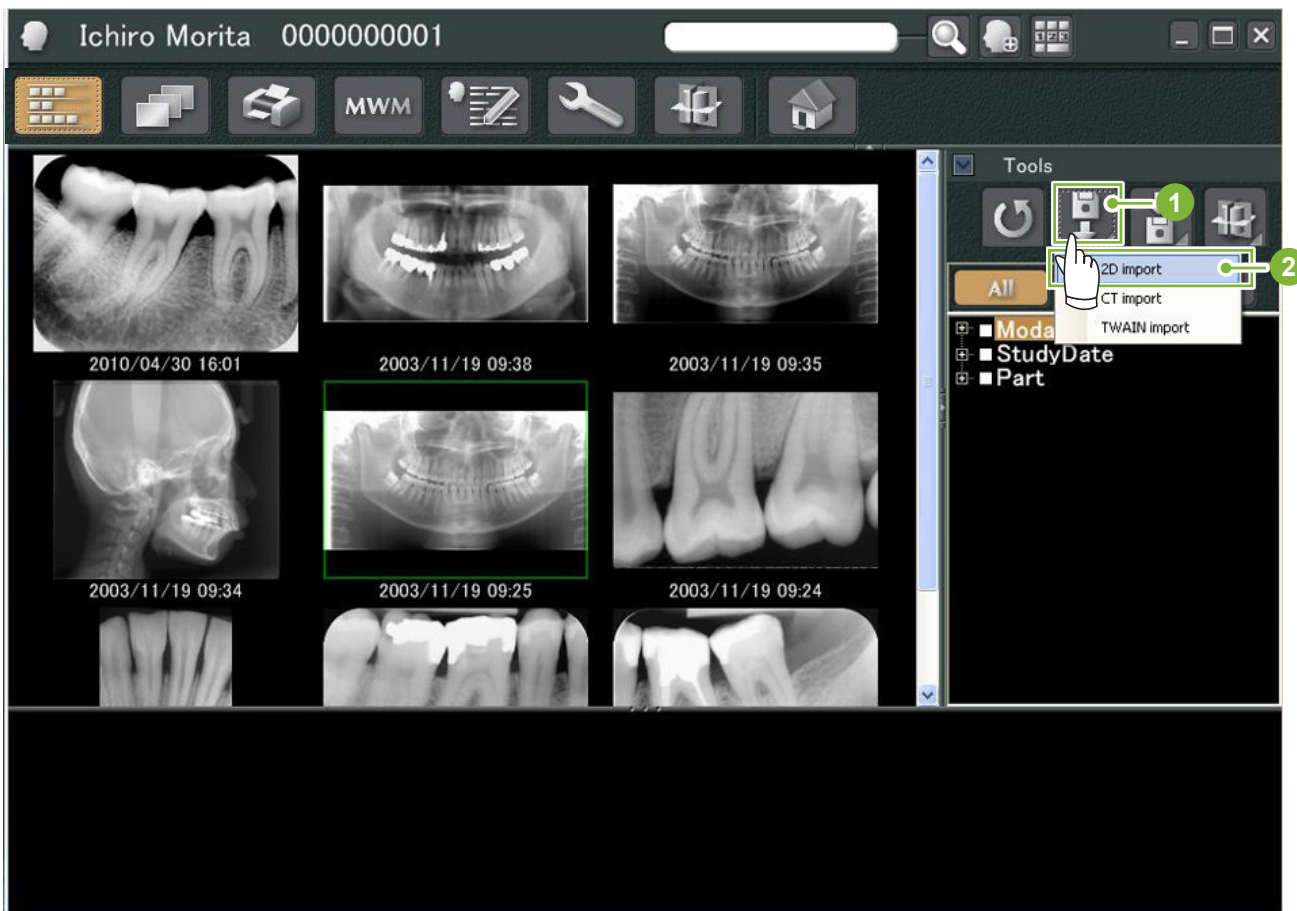 Ichiro Morita 0000000001
123
MWM
Tools
1
2D import
2
All
CT import
TWAIN import
Moda
StudyDate
Part
2010/04/30 16:01
2003/11/19 09:38
2003/11/19 09:35
2003/11/19 09:34
2003/11/19 09:25
2003/11/19 09:24